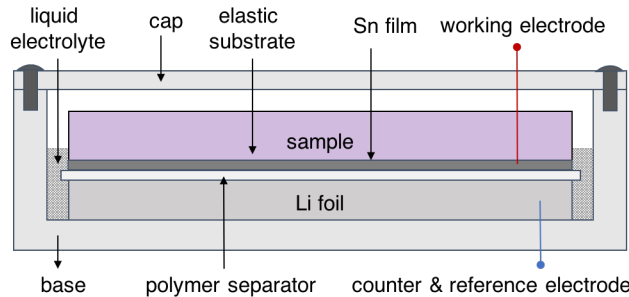 liquid
electrolyte
cap
elastic
substrate
Sn film
working electrode
sample
Li foil
base
polymer separator
counter & reference electrode